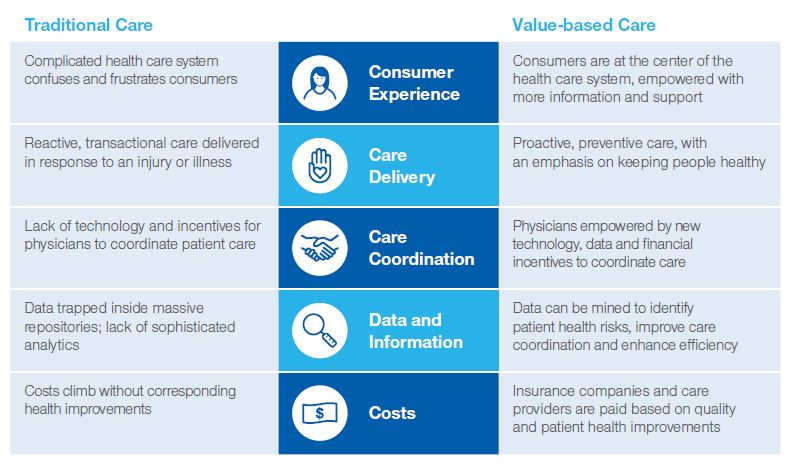 Traditional Care
Value-based Care
Complicated health care system
confuses and frustrates consumers
Consumer
Experience
Consumers are at the center of the
health care system, empowered with
more information and support
Reactive, transactional care delivered
in response to an injury or illness
Care
Delivery
Proactive, preventive care, with
an emphasis on keeping people healthy
Lack of technology and incentives for
physicians to coordinate patient care
Care
Coordination
Physicians empowered by new
technology, data and financial
incentives to coordinate care
Data trapped inside massive
repositories; lack of sophisticated
analytics
Data and
Information
Data can be mined to identify
patient health risks, improve care
coordination and enhance efficiency
Costs climb without corresponding
health improvements
$
Costs
Insurance companies and care
providers are paid based on quality
and patient health improvements